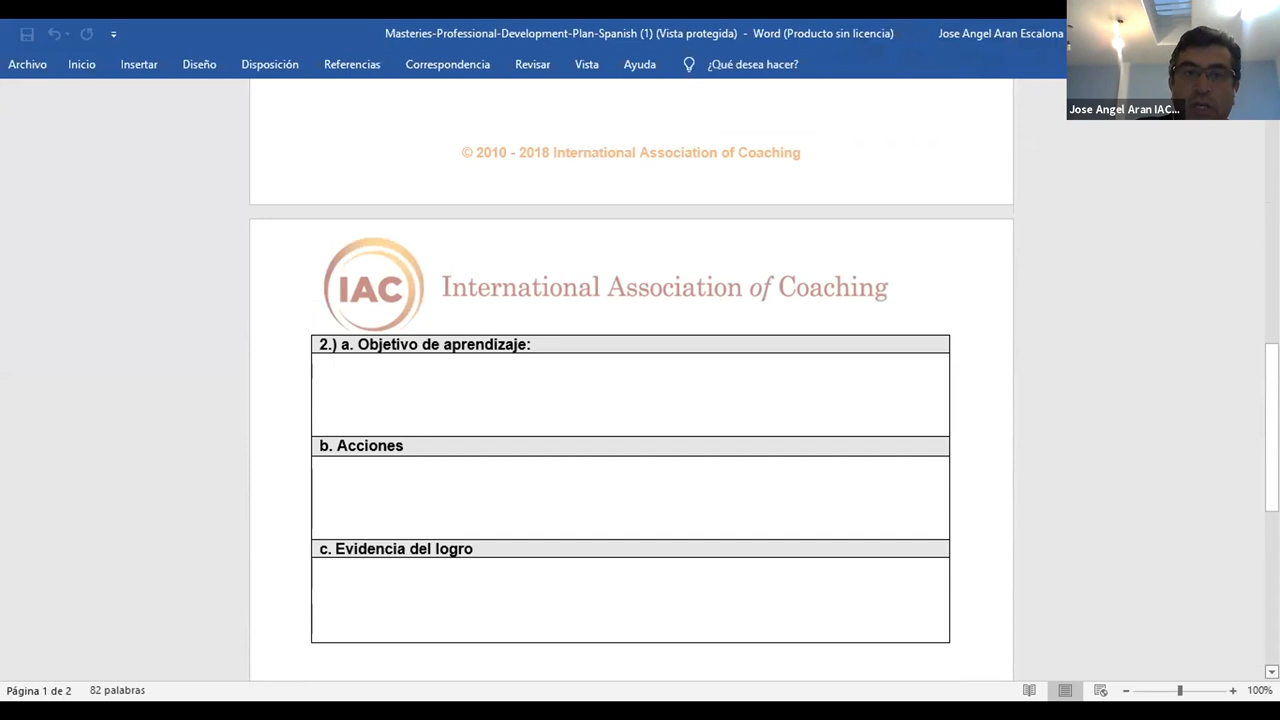 Masteries-Professional-Development-Plan-Spanish (1) (Vista protegida) - Word (Producto sin licencia)
Jose Angel Aran Escalona
Archivo Inicio Insertar Diseño Disposición Referencias Correspondencia Revisar Vista Ayuda ¿Qué desea hacer?
Jose Angel Aran IAC...
© 2010 - 2018 International Association of Coaching
IAC International Association of Coaching
2.) a. Objetivo de aprendizaje:
b. Acciones
c. Evidencia del logro
Página 1 de 2 82 palabras 100%